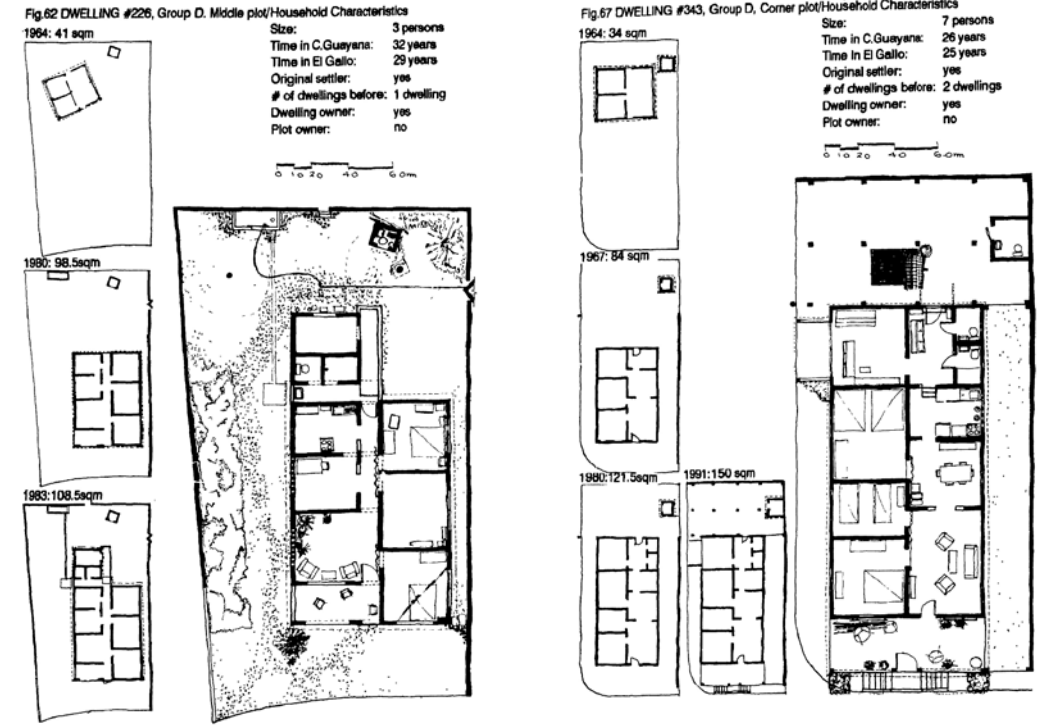 Fig.62 DWELLING #226, Group D. Middle plot/Household Characteristics
1964: 41 sqm
Size: 3 persons
Time in C.Guayana: 32 years
Time in El Gallo: 29 years
Original settler: yes
# of dwellings before: 1 dwelling
Dwelling owner: yes
Plot owner: no
0 10 20 40 60m
1980: 98.5sqm
1983:108.5sqm
Fig.67 DWELLING #343, Group D, Corner plot/Household Characteristics
1964: 34 sqm
Size: 7 persons
Time in C.Guayana: 26 years
Time in El Gallo: 25 years
Original settler: yes
# of dwellings before: 2 dwellings
Dwelling owner: yes
Plot owner: no
0 10 20 40 60m
1967: 84 sqm
1980:121.5sqm
1991:150 sqm